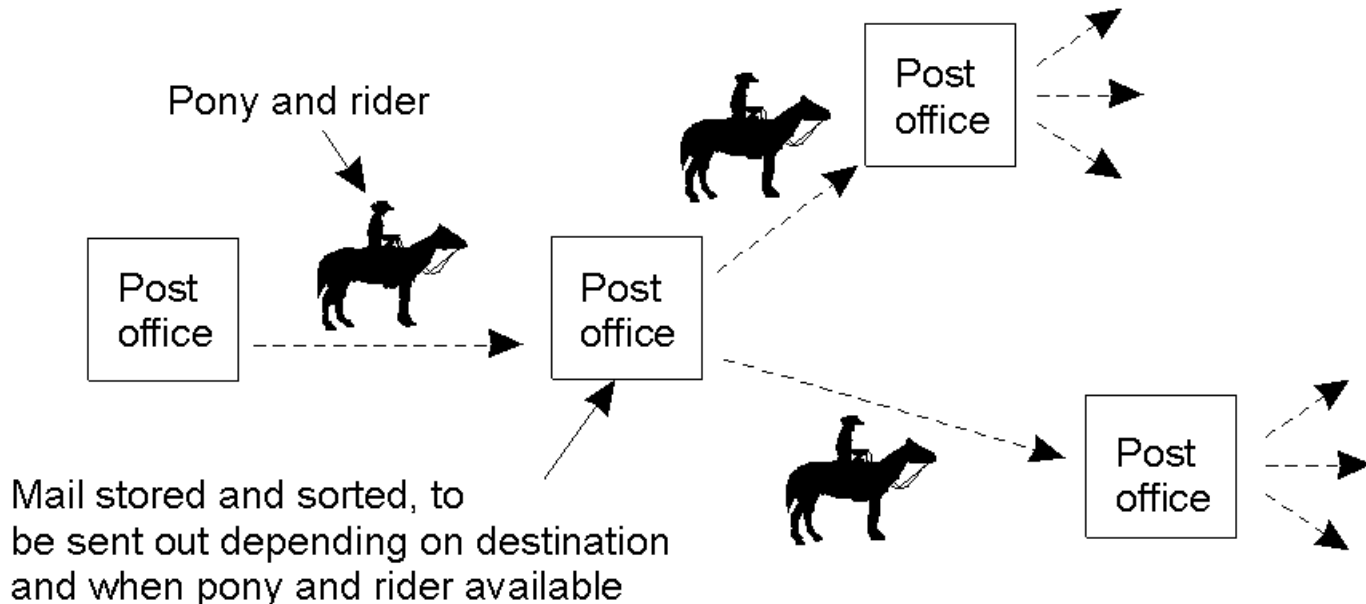 Pony and rider
Post
office
Post
office
Post
office
Post
office
Mail stored and sorted, to
be sent out depending on destination
and when pony and rider available